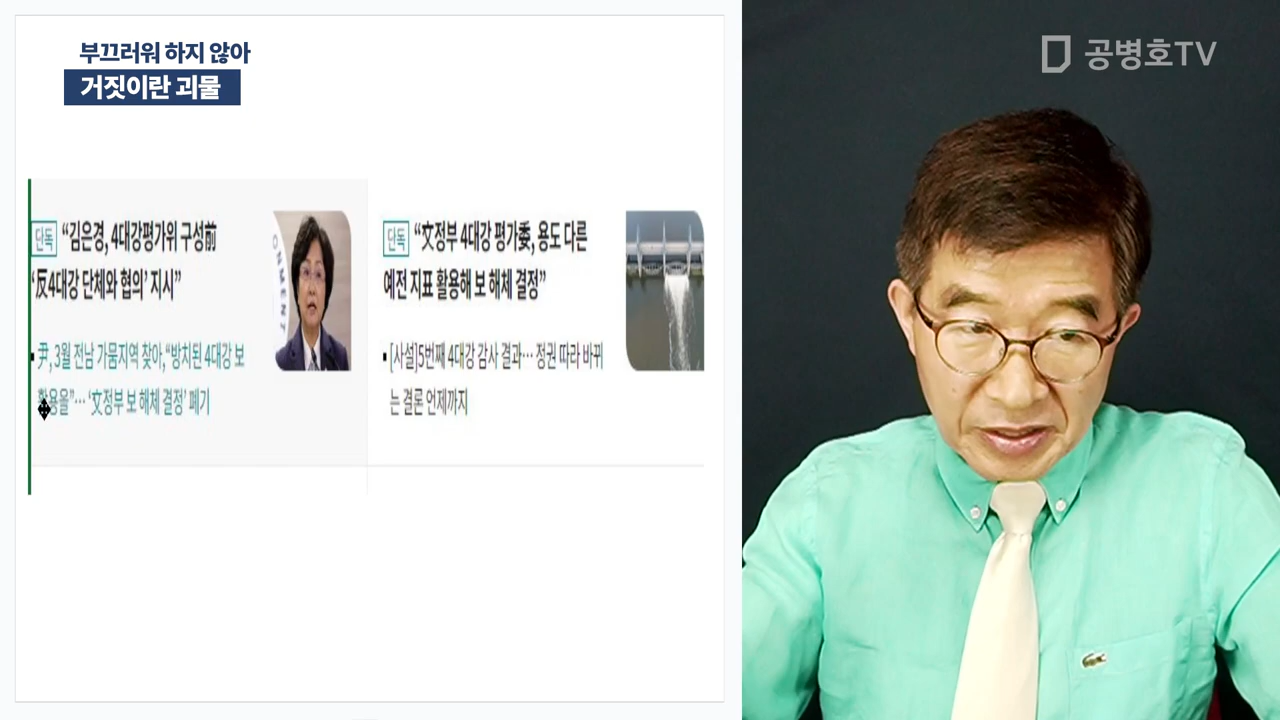 부끄러워 하지 않아
거짓이란 괴물
공병호TV
단독 “김은경, 4대강평가위 구성前
‘反4대강 단체와 협의’ 지시”
尹, 3월 전남 가뭄지역 찾아, “방치된 4대강 보
활용을”… ‘文정부 보 해체 결정’ 폐기
ONMENT
단독 “文정부 4대강 평가委, 용도 다른
예전 지표 활용해 보 해체 결정”
[사설]5번째 4대강 감사 결과… 정권 따라 바뀌
는 결론 언제까지